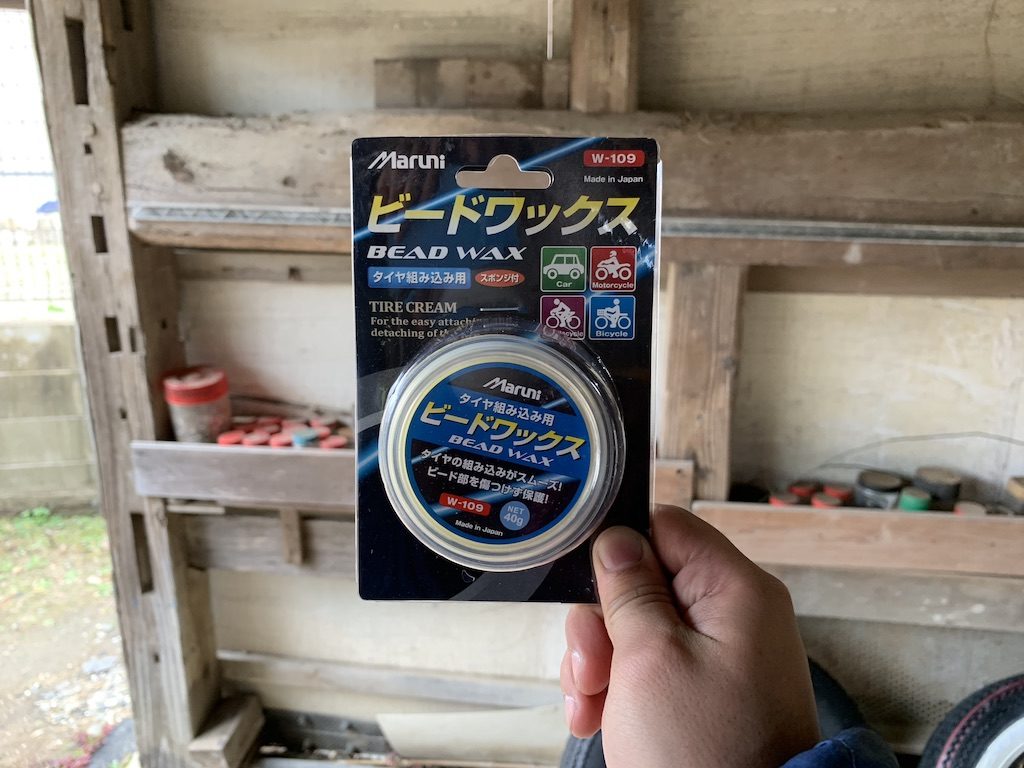 Maruni
W-109
Made in Japan
ビードワックス
BEAD WAX
タイヤ組み込み用
スポンジ付
Car
Motorcycle
Bicycle
TIRE CREAM
For the easy
detaching of
Maruni
タイヤ組み込み用
ビードワックス
BEAD WAX
タイヤの組み込みがスムーズ!
ビード部を傷つけず保護!
W-109
NET
40g
Made in Japan